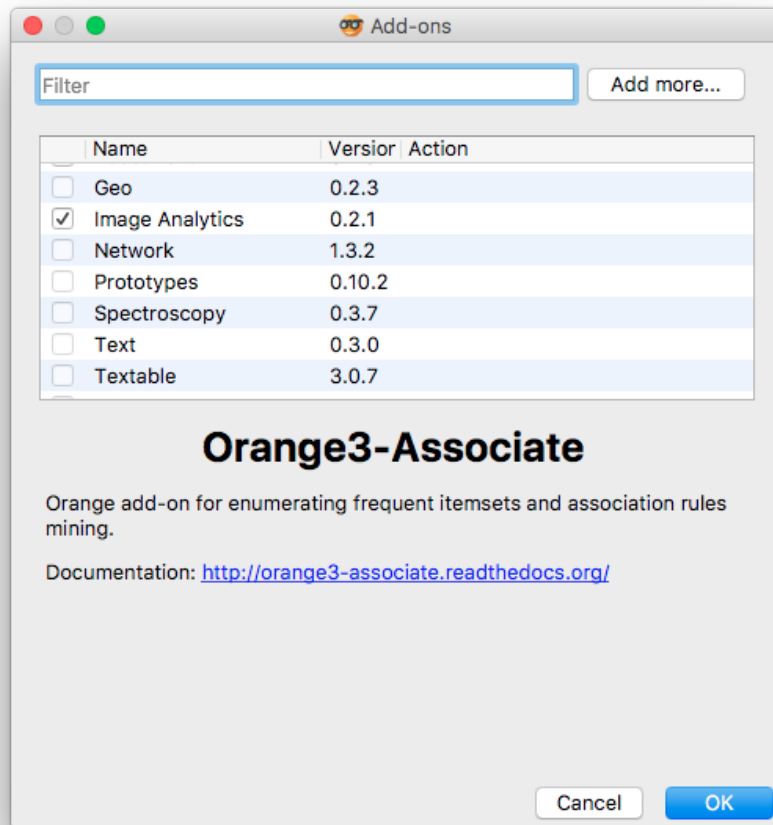 Add-ons
Filter
Add more...
Name Version Action
Geo 0.2.3
Image Analytics 0.2.1
Network 1.3.2
Prototypes 0.10.2
Spectroscopy 0.3.7
Text 0.3.0
Textable 3.0.7
Orange3-Associate
Orange add-on for enumerating frequent itemsets and association rules
mining.
Documentation: http://orange3-associate.readthedocs.org/
Cancel OK